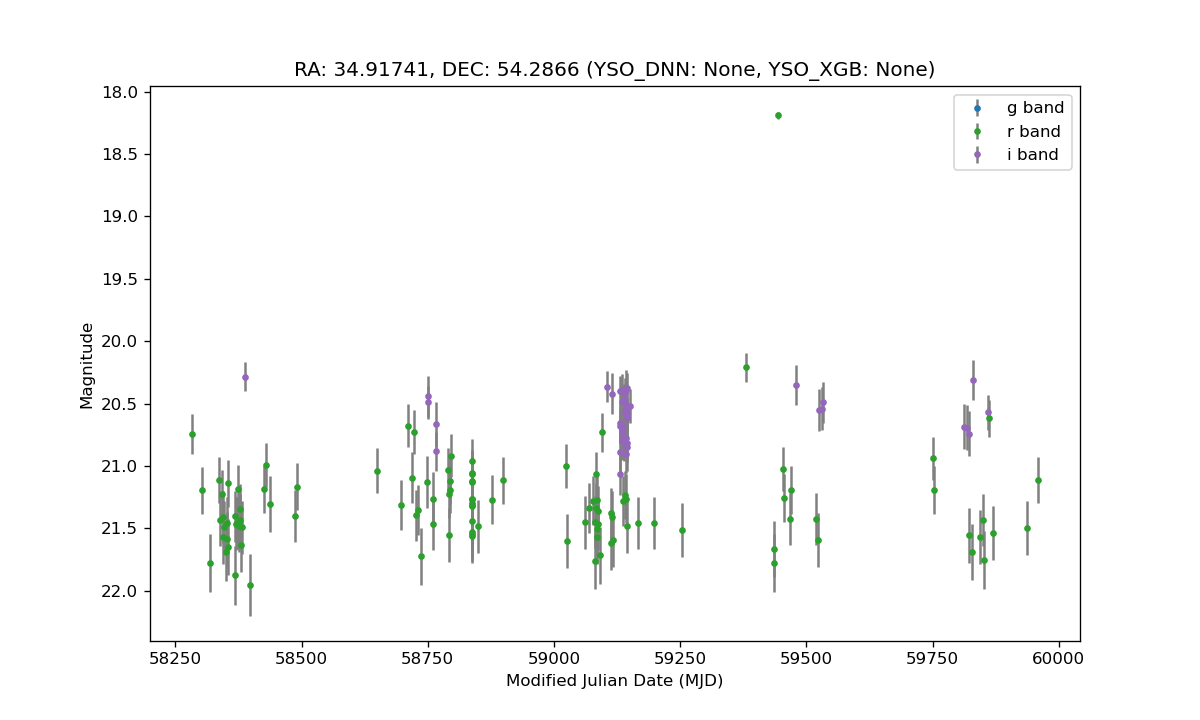 RA: 34.91741, DEC: 54.2866 (YSO_DNN: None, YSO_XGB: None)
g band
r band
i band
18.0
18.5
19.0
19.5
20.0
20.5
21.0
21.5
22.0
Magnitude
58250 58500 58750 59000 59250 59500 59750 60000
Modified Julian Date (MJD)